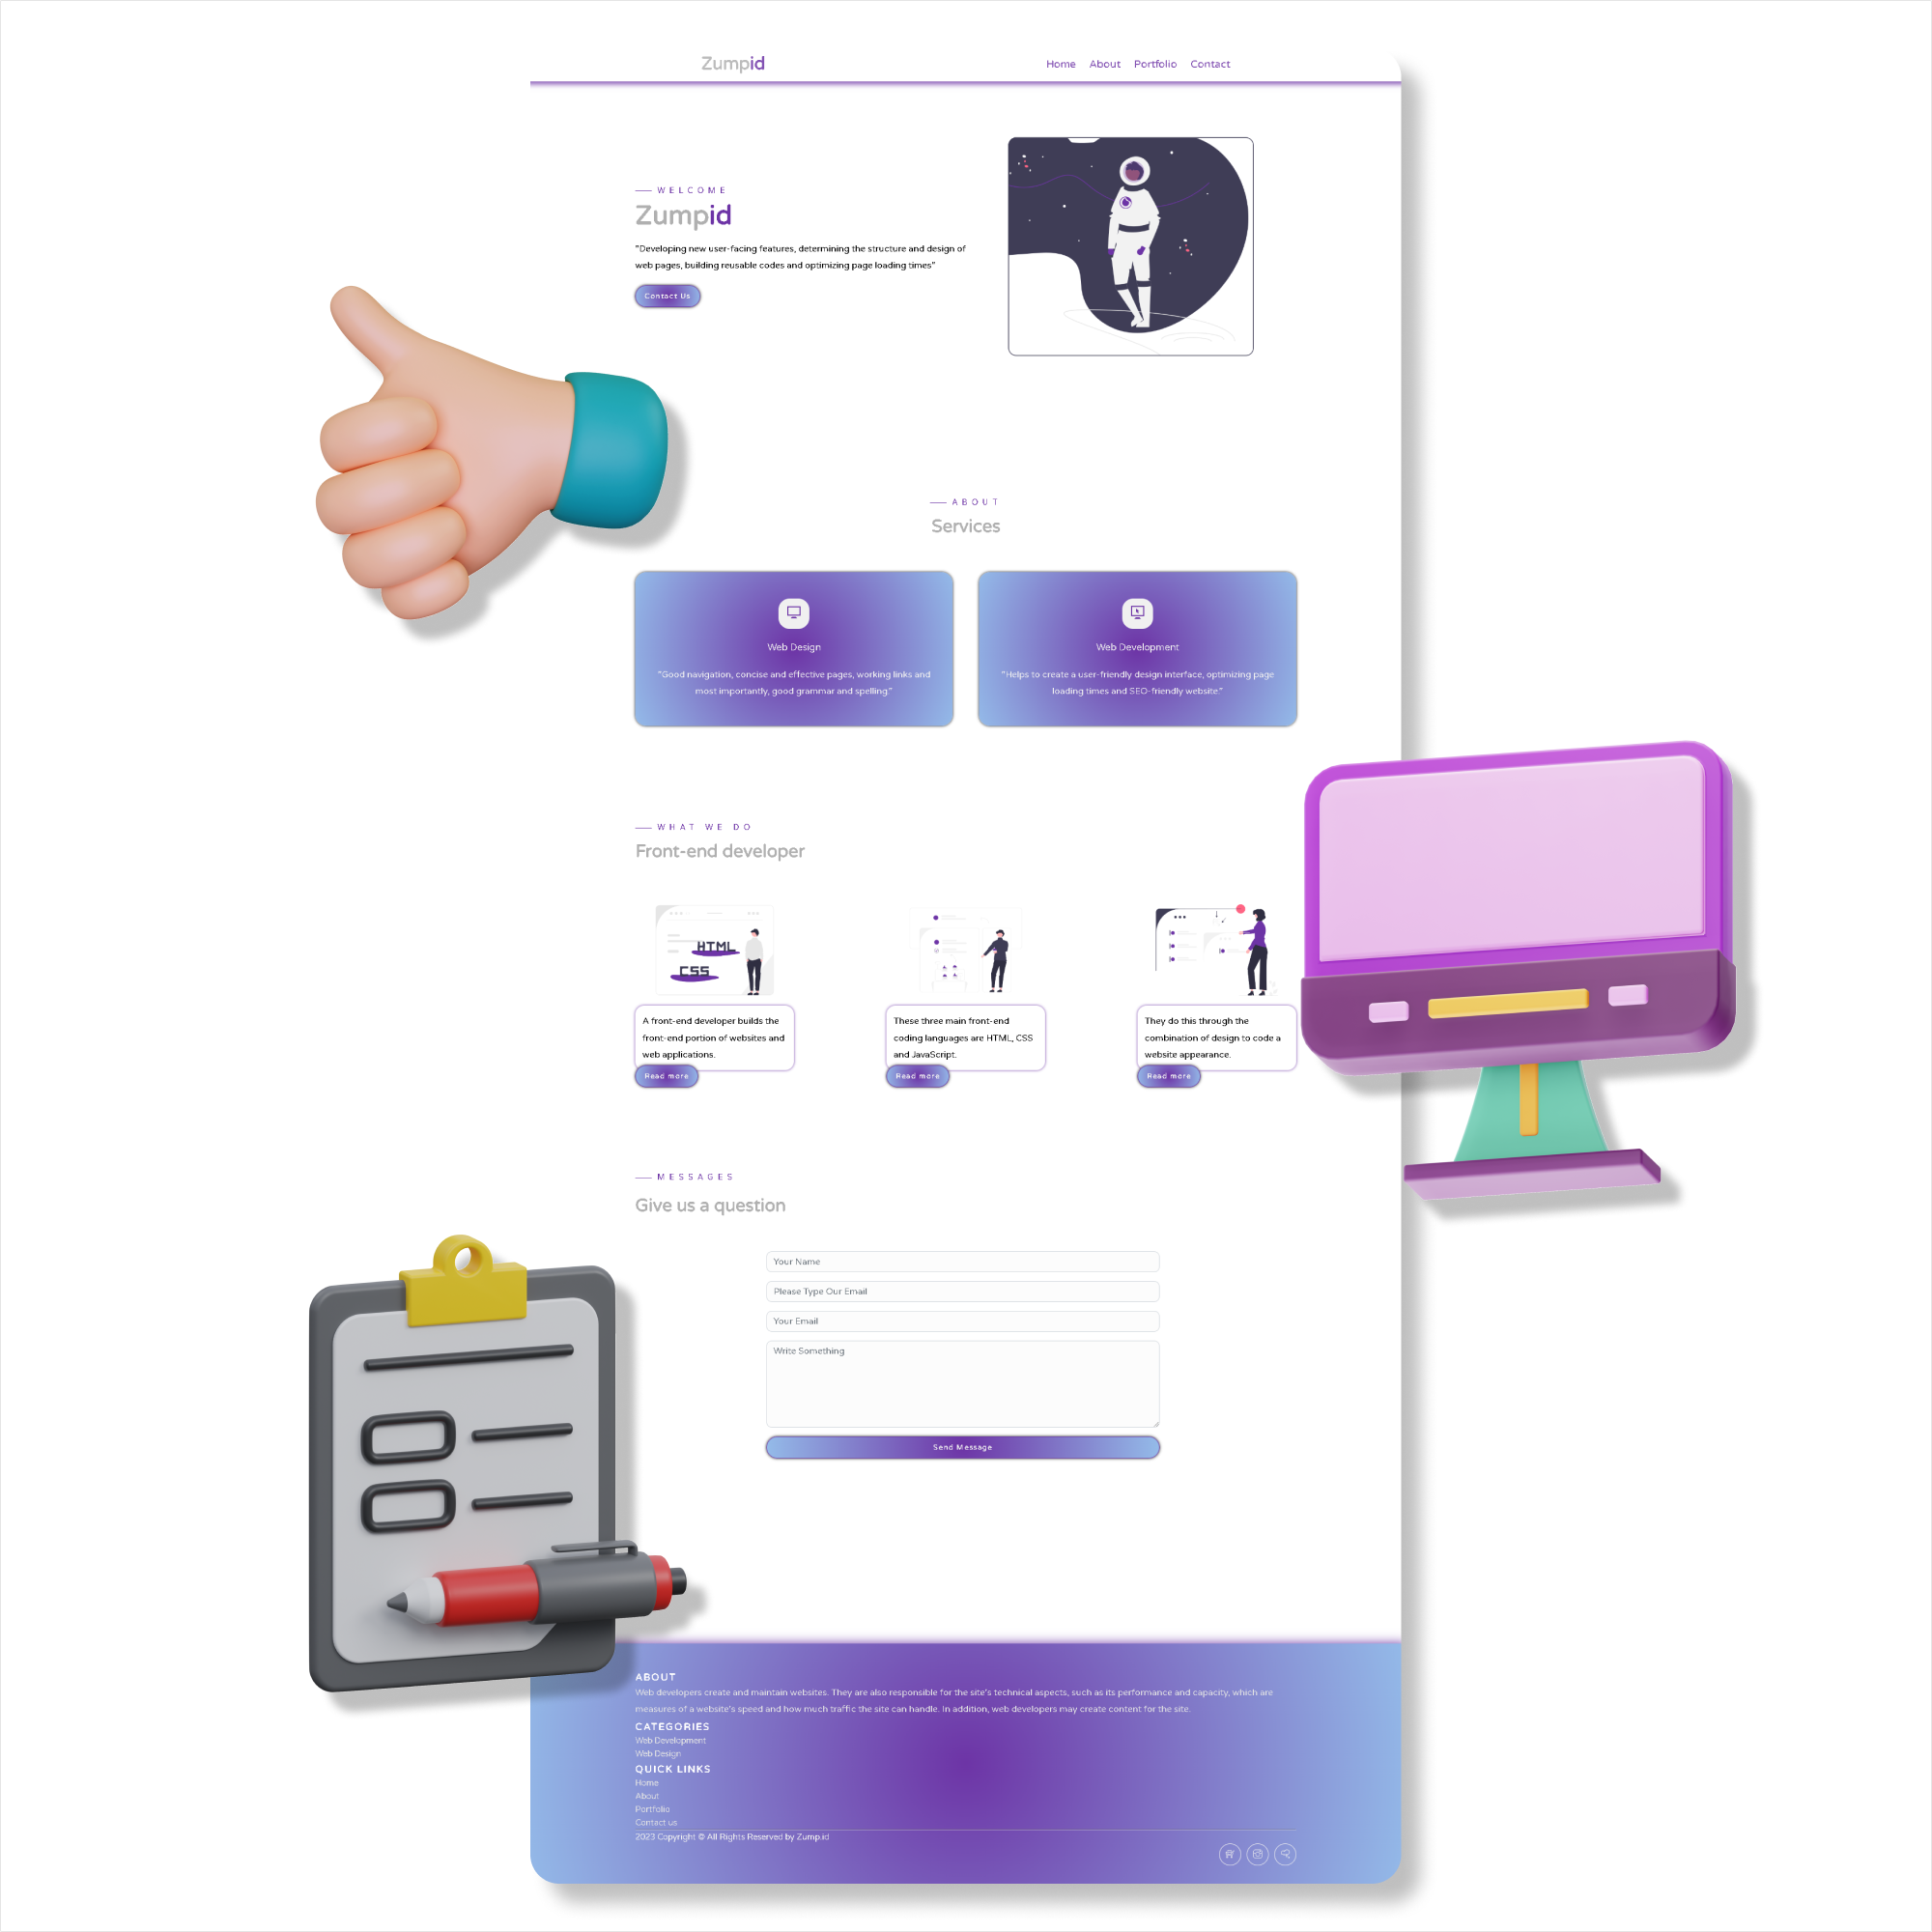 Zumpid
Home About Portfolio Contact
WELCOME
Zumpid
"Developing new user-facing features, determining the structure and design of
web pages, building reusable codes and optimizing page loading times"
Contact Us
ABOUT
Services
Web Design
"Good navigation, concise and effective pages, working links and
most importantly, good grammar and spelling."
Web Development
"Helps to create a user-friendly design interface, optimizing page
loading times and SEO-friendly website."
WHAT WE DO
Front-end developer
HTML
CSS
A front-end developer builds the
front-end portion of websites and
web applications.
Read more
These three main front-end
coding languages are HTML, CSS
and JavaScript.
Read more
They do this through the
combination of design to code a
website appearance.
Read more
MESSAGES
Give us a question
Your Name
Please Type Our Email
Your Email
Write Something
Send Message
ABOUT
Web developers create and maintain websites. They are also responsible for the site's technical aspects, such as its performance and capacity, which are
measures of a website's speed and how much traffic the site can handle. In addition, web developers may create content for the site.
CATEGORIES
Web Development
Web Design
QUICK LINKS
Home
About
Portfolio
Contact us
2023 Copyright © All Rights Reserved by Zump.id